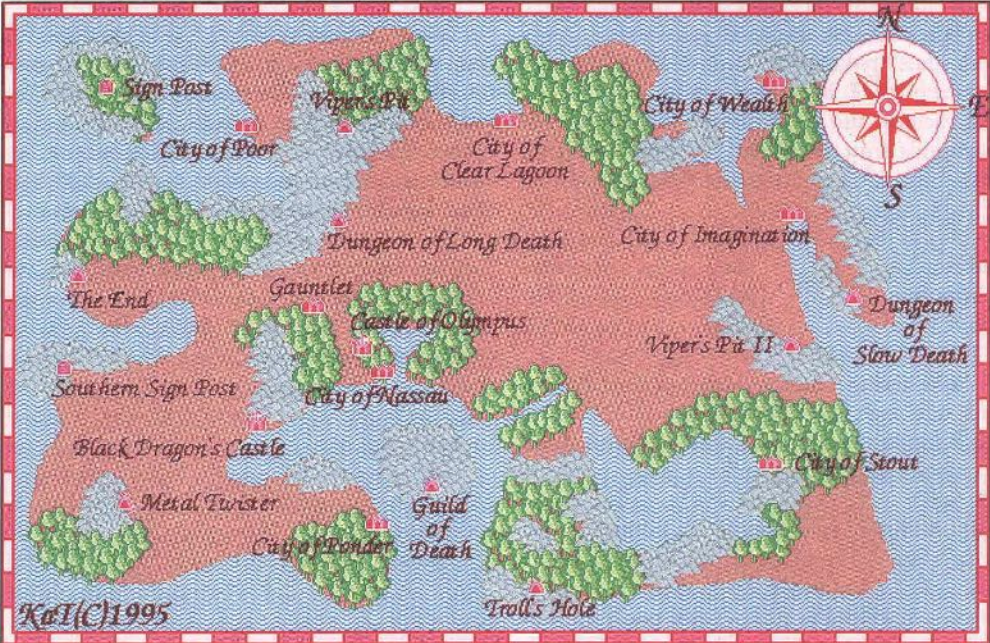 N
Sign Post
Viper's Pit
City of Wealth
E
City of Poor
City of
Clear Lagoon
S
Dungeon of Long Death
City of Imagination
The End
Gauntlet
Dungeon
of
Slow Death
Castle of Olympus
Viper's Pit II
Southern Sign Post
City of Nassau
Black Dragon's Castle
City of Stout
Metal Twister
Guild
of
Death
City of Ponder
Troll's Hole
KaT(C)1995